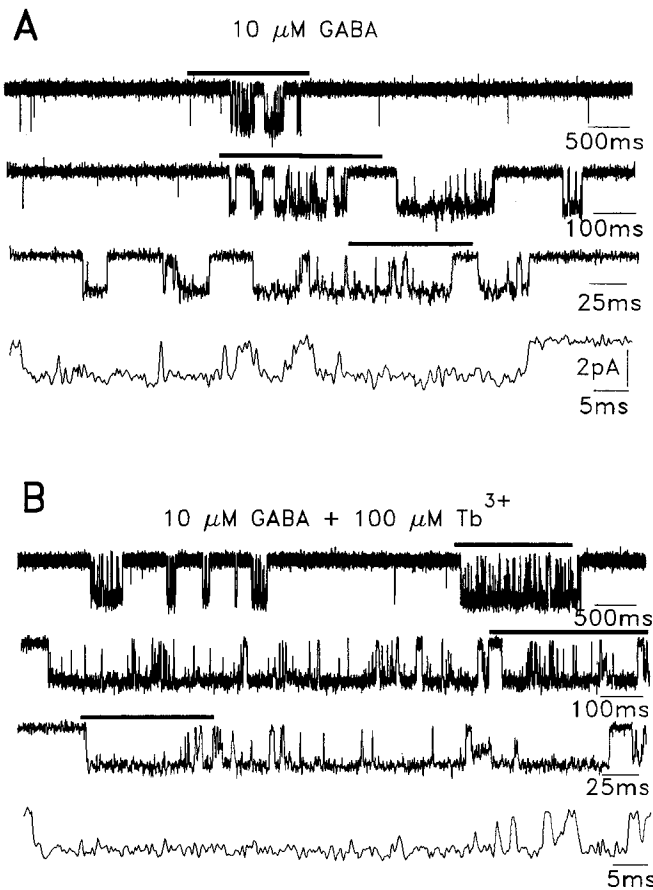 A
10 μM GABA
500ms
100ms
25ms
2pA
5ms
B
10 μM GABA + 100 μM Tb³⁺
500ms
100ms
25ms
5ms